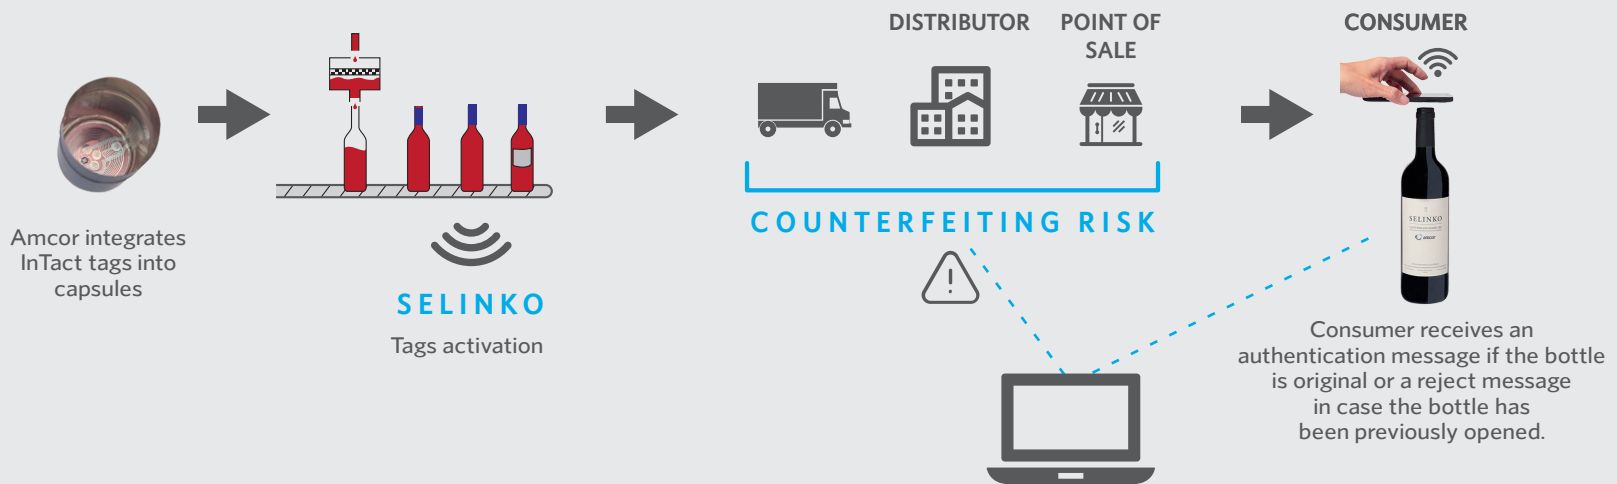 DISTRIBUTOR
POINT OF
SALE
CONSUMER
Amcor integrates
InTact tags into
capsules
SELINKO
Tags activation
COUNTERFEITING RISK
SELINKO
amcor
Consumer receives an
authentication message if the bottle
is original or a reject message
in case the bottle has
been previously opened.